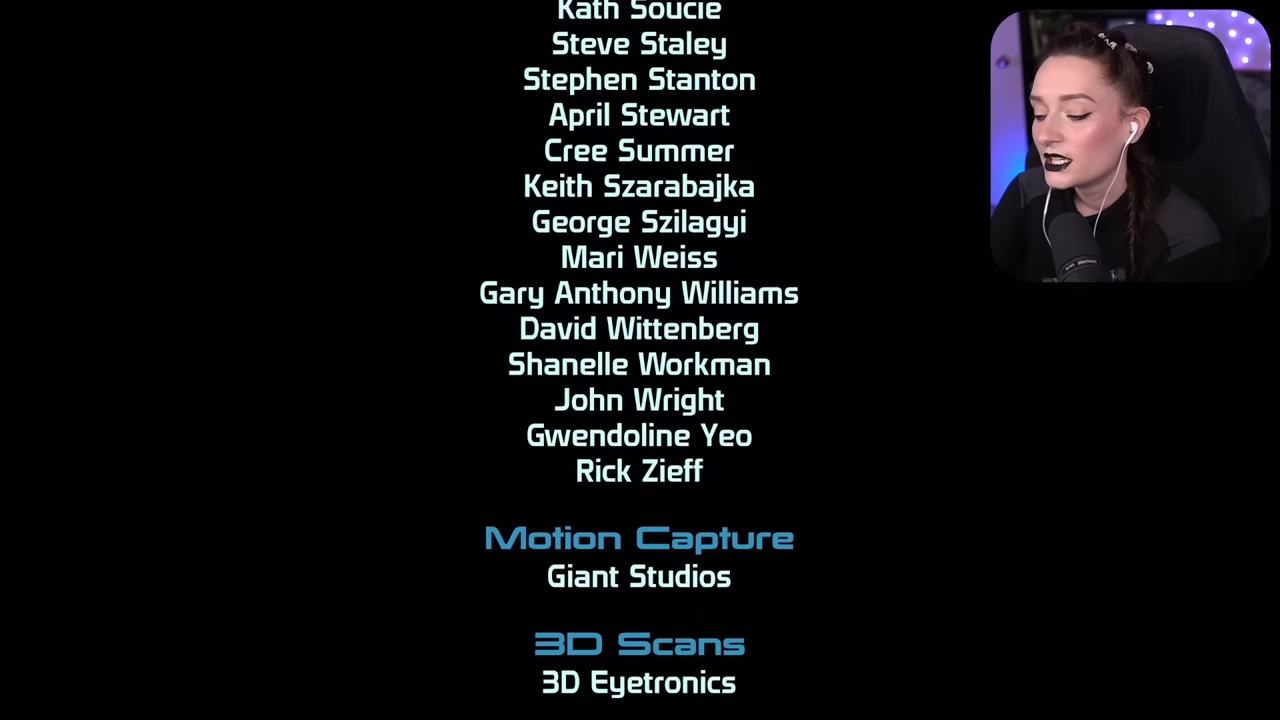 Kath Soucie
Steve Staley
Stephen Stanton
April Stewart
Cree Summer
Keith Szarabajka
George Szilagyi
Mari Weiss
Gary Anthony Williams
David Wittenberg
Shanelle Workman
John Wright
Gwendoline Yeo
Rick Zieff
Motion Capture
Giant Studios
3D Scans
3D Eyetronics